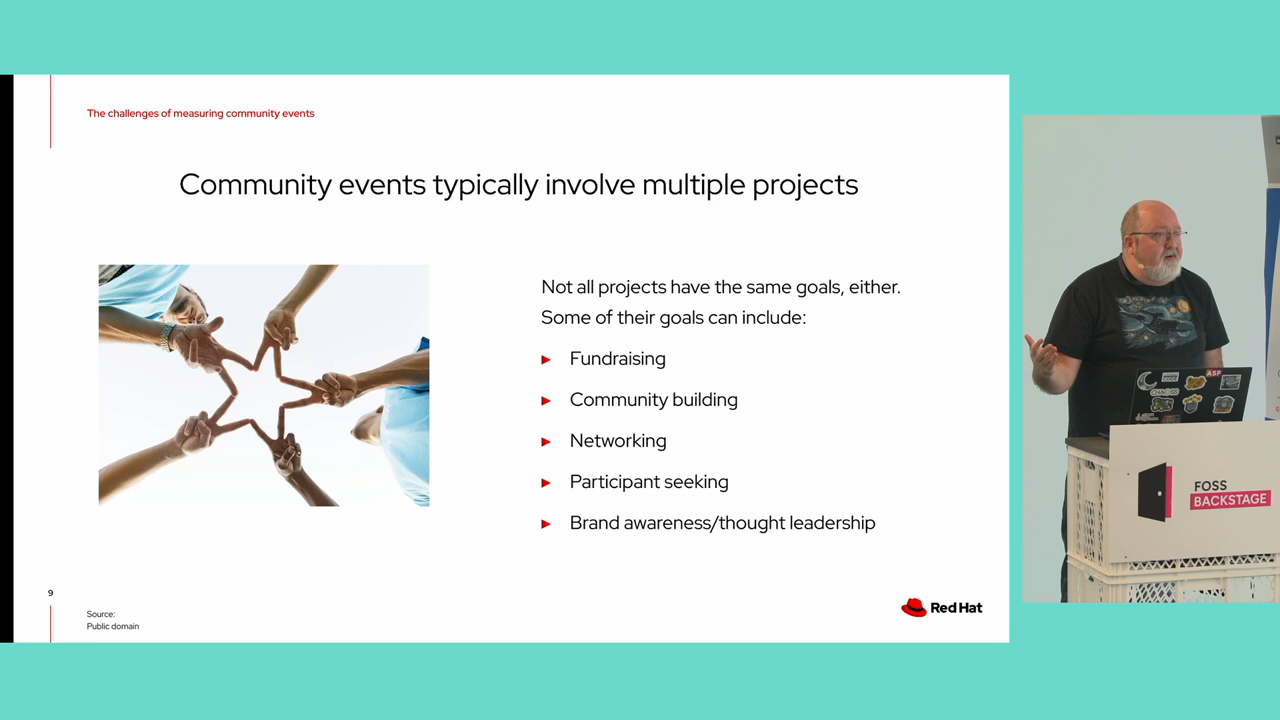 The challenges of measuring community events
Community events typically involve multiple projects
Not all projects have the same goals, either.
Some of their goals can include:
Fundraising
Community building
Networking
Participant seeking
Brand awareness/thought leadership
9
Source:
Public domain
Red Hat
ASF
FOSS
BACKSTAGE